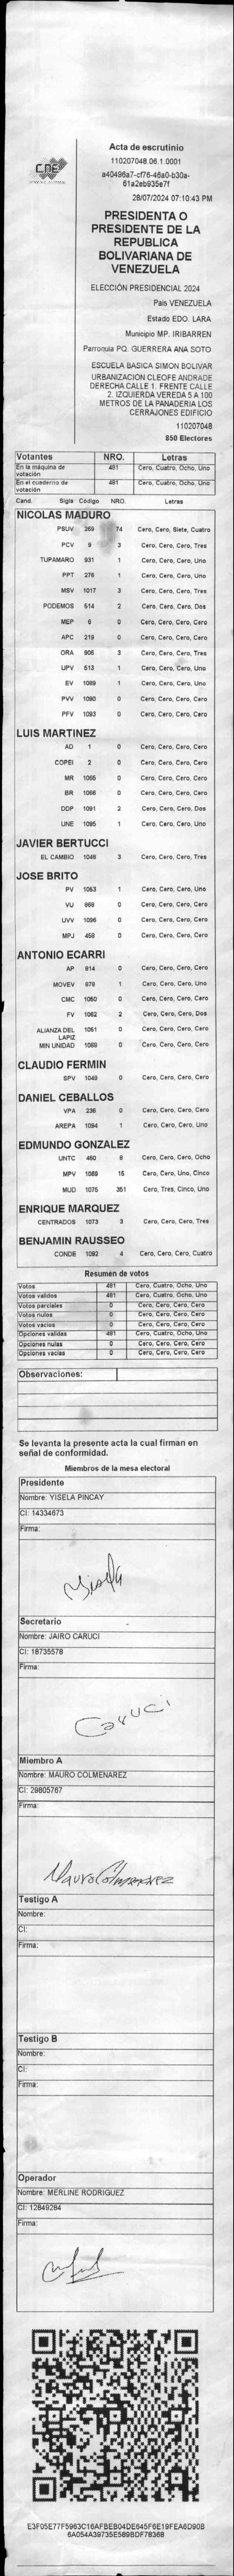 CNE
Acta de escrutinio
110207048.06.1.0001
a40496a7-cf76-46a0-b30a-
61a2eb935e7f
28/07/2024 07:10:43 PM
PRESIDENTA O
PRESIDENTE DE LA
REPUBLICA
BOLIVARIANA DE
VENEZUELA
ELECCIÓN PRESIDENCIAL 2024
País VENEZUELA
Estado EDO. LARA
Municipio MP. IRIBARREN
Parroquia PQ. GUERRERA ANA SOTO
ESCUELA BASICA SIMON BOLIVAR
URBANIZACION CLEOFE ANDRADE
DERECHA CALLE 1. FRENTE CALLE
2. IZQUIERDA VEREDA 5 A 100
METROS DE LA PANADERIA LOS
CERRAJONES EDIFICIO
110207048
850 Electores
Votantes NRO. Letras
En la máquina de votación 481 Cero, Cuatro, Ocho, Uno
En el cuaderno de votación 481 Cero, Cuatro, Ocho, Uno
Cand. Sigla Código NRO. Letras
NICOLAS MADURO
PSUV 269 74 Cero, Cero, Siete, Cuatro
PCV 9 3 Cero, Cero, Cero, Tres
TUPAMARO 931 1 Cero, Cero, Cero, Uno
PPT 276 1 Cero, Cero, Cero, Uno
MSV 1017 3 Cero, Cero, Cero, Tres
PODEMOS 514 2 Cero, Cero, Cero, Dos
MEP 6 0 Cero, Cero, Cero, Cero
APC 219 0 Cero, Cero, Cero, Cero
ORA 906 3 Cero, Cero, Cero, Tres
UPV 513 1 Cero, Cero, Cero, Uno
EV 1089 1 Cero, Cero, Cero, Uno
PVV 1090 0 Cero, Cero, Cero, Cero
PFV 1093 0 Cero, Cero, Cero, Cero
LUIS MARTINEZ
AD 1 0 Cero, Cero, Cero, Cero
COPEI 2 0 Cero, Cero, Cero, Cero
MR 1065 0 Cero, Cero, Cero, Cero
BR 1066 0 Cero, Cero, Cero, Cero
DDP 1091 2 Cero, Cero, Cero, Dos
UNE 1095 1 Cero, Cero, Cero, Uno
JAVIER BERTUCCI
EL CAMBIO 1048 3 Cero, Cero, Cero, Tres
JOSE BRITO
PV 1053 1 Cero, Cero, Cero, Uno
VU 968 0 Cero, Cero, Cero, Cero
UVV 1096 0 Cero, Cero, Cero, Cero
MPJ 458 0 Cero, Cero, Cero, Cero
ANTONIO ECARRI
AP 914 0 Cero, Cero, Cero, Cero
MOVEV 878 1 Cero, Cero, Cero, Uno
CMC 1060 0 Cero, Cero, Cero, Cero
FV 1062 2 Cero, Cero, Cero, Dos
ALIANZA DEL LAPIZ 1051 0 Cero, Cero, Cero, Cero
MIN UNIDAD 1088 0 Cero, Cero, Cero, Cero
CLAUDIO FERMIN
SPV 1049 0 Cero, Cero, Cero, Cero
DANIEL CEBALLOS
VPA 236 0 Cero, Cero, Cero, Cero
AREPA 1094 1 Cero, Cero, Cero, Uno
EDMUNDO GONZALEZ
UNTC 460 8 Cero, Cero, Cero, Ocho
MPV 1069 15 Cero, Cero, Uno, Cinco
MUD 1075 351 Cero, Tres, Cinco, Uno
ENRIQUE MARQUEZ
CENTRADOS 1073 3 Cero, Cero, Cero, Tres
BENJAMIN RAUSSEO
CONDE 1092 4 Cero, Cero, Cero, Cuatro
Resumen de votos
Votos 481 Cero, Cuatro, Ocho, Uno
Votos validos 481 Cero, Cuatro, Ocho, Uno
Votos parciales 0 Cero, Cero, Cero, Cero
Votos nulos 0 Cero, Cero, Cero, Cero
Votos vacios 0 Cero, Cero, Cero, Cero
Opciones validas 481 Cero, Cuatro, Ocho, Uno
Opciones nulas 0 Cero, Cero, Cero, Cero
Opciones vacias 0 Cero, Cero, Cero, Cero
Observaciones:
Se levanta la presente acta la cual firman en
señal de conformidad.
Miembros de la mesa electoral
Presidente
Nombre: YISELA PINCAY
CI: 14334673
Firma:
Secretario
Nombre: JAIRO CARUCI
CI: 18735578
Firma:
Caruci
Miembro A
Nombre: MAURO COLMENAREZ
CI: 29805767
Firma:
Mauro Colmenarez
Testigo A
Nombre:
CI:
Firma:
Testigo B
Nombre:
CI:
Firma:
Operador
Nombre: MERLINE RODRIGUEZ
CI: 12849284
Firma:
E3F05E77F5963C16AFBEB04DE645F6E19FEA6D90B
6A054A39735E589BDF78368